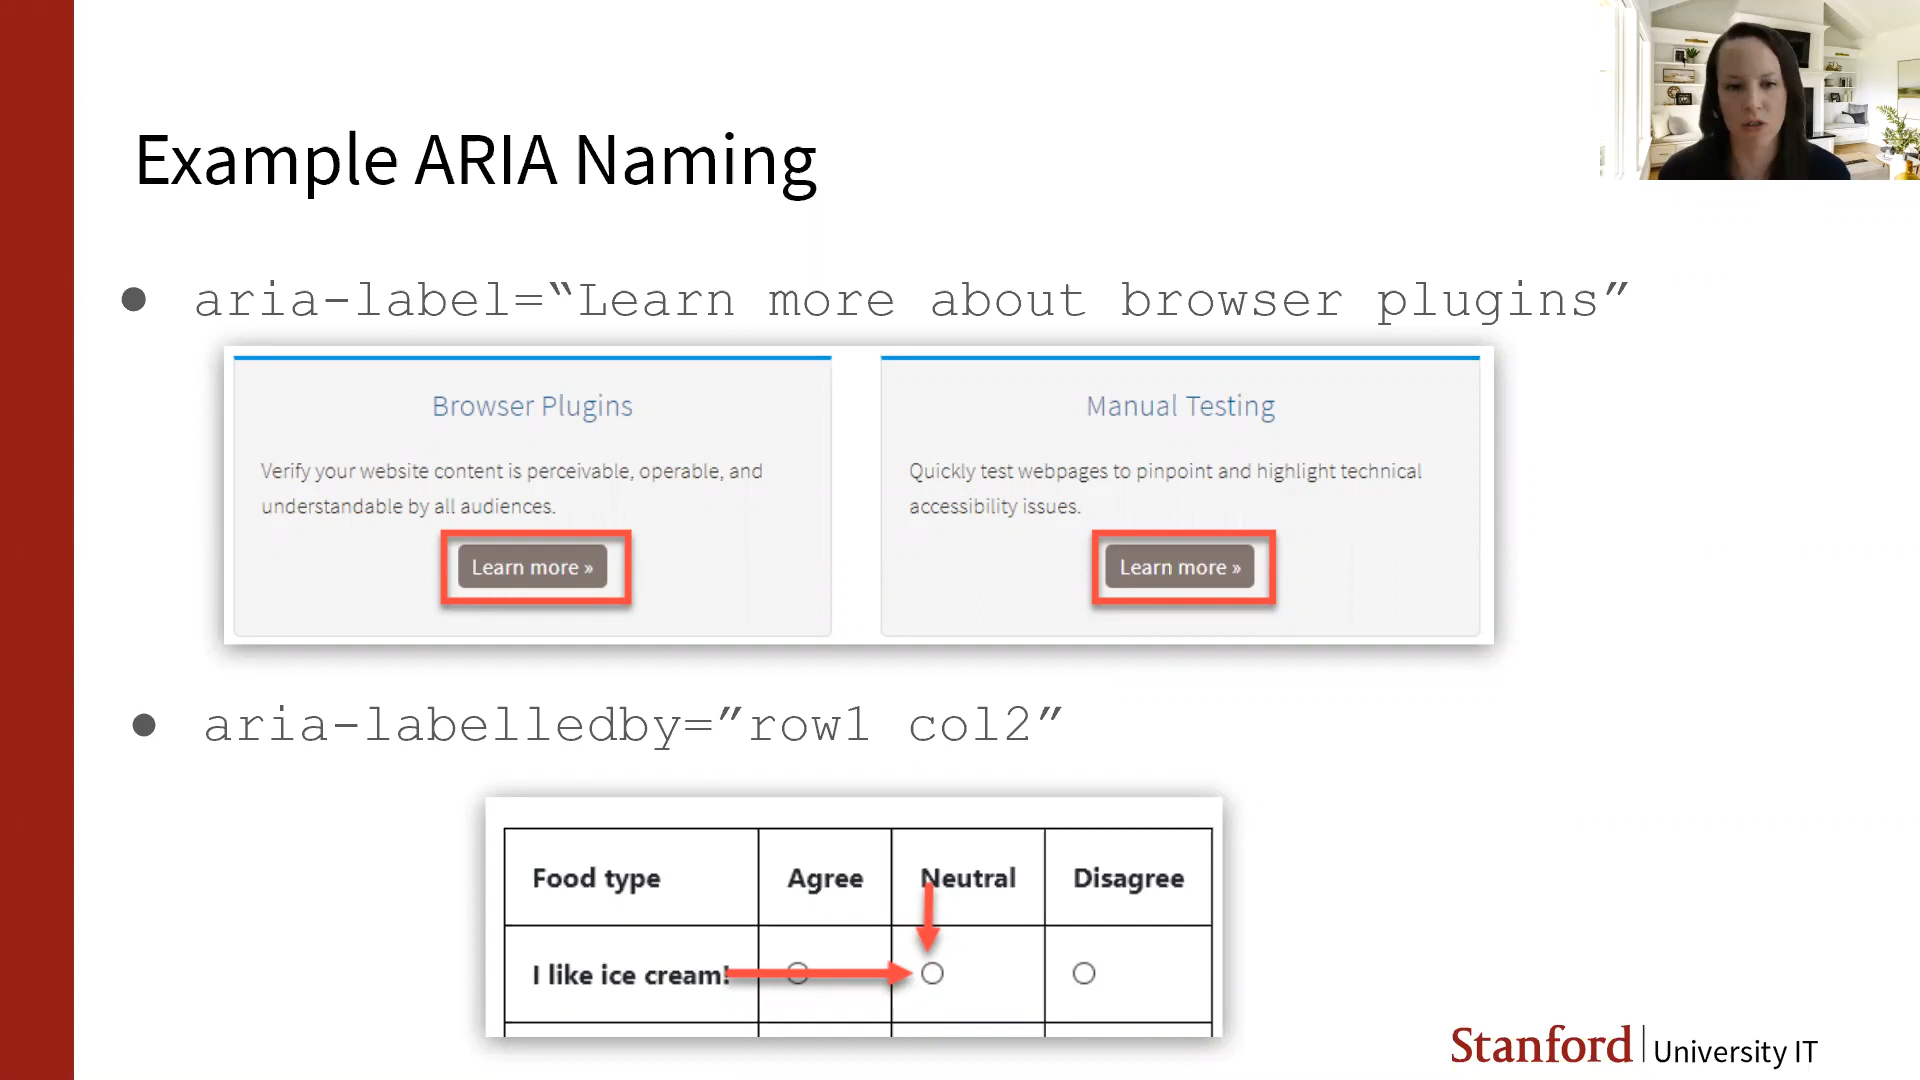 Example ARIA Naming
● aria-label=“Learn more about browser plugins”
Browser Plugins
Verify your website content is perceivable, operable, and
understandable by all audiences.
Learn more »
Manual Testing
Quickly test webpages to pinpoint and highlight technical
accessibility issues.
Learn more »
● aria-labelledby=”row1 col2”
Food type Agree Neutral Disagree
I like ice cream!
Stanford | University IT